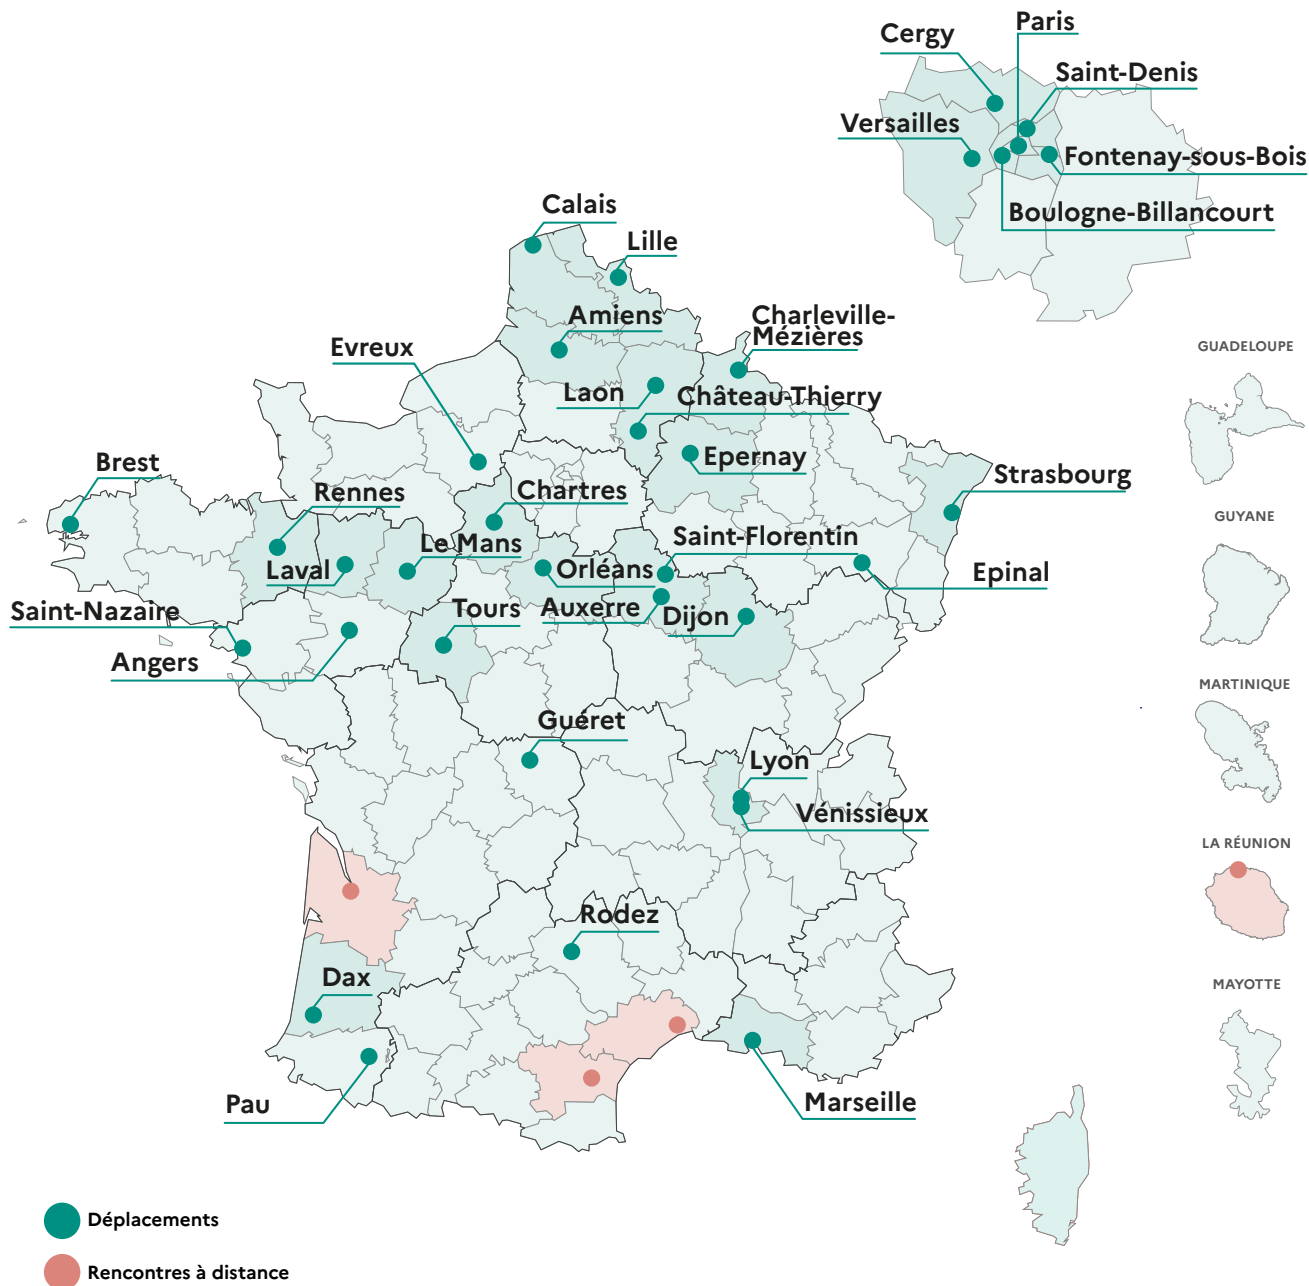 Paris
Cergy
Saint-Denis
Versailles
Fontenay-sous-Bois
Boulogne-Billancourt
Calais
Lille
Amiens
Charleville-
Mézières
Evreux
Laon
Château-Thierry
Epernay
Brest
Rennes
Chartres
Strasbourg
Le Mans
Saint-Florentin
Laval
Orléans
Epinal
Saint-Nazaire
Tours
Auxerre
Dijon
Angers
Guéret
Lyon
Vénissieux
Rodez
Dax
Pau
Marseille
GUADELOUPE
GUYANE
MARTINIQUE
LA RÉUNION
MAYOTTE
Déplacements
Rencontres à distance